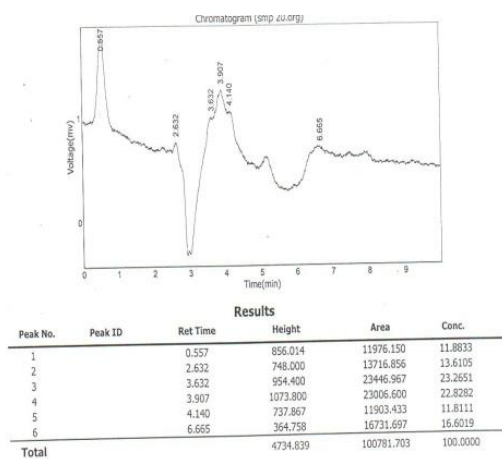 Chromatogram (smp 20.org)
0.557
2.632
3.632
3.907
4.140
6.665
Voltage(mv)
1
0
0 1 2 3 4 5 6 7 8 9
Time(min)
Results
Peak No. Peak ID Ret Time Height Area Conc.
1 0.557 856.014 11976.150 11.8833
2 2.632 748.000 13716.856 13.6105
3 3.632 954.400 23446.967 23.2651
4 3.907 1073.800 23006.600 22.8282
5 4.140 737.867 11903.433 11.8111
6 6.665 364.758 16731.697 16.6019
Total 4734.839 100781.703 100.0000